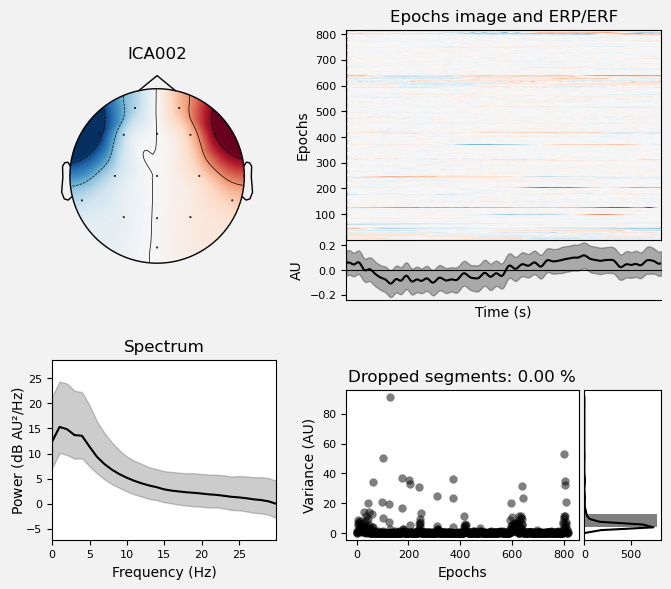 ICA002
Epochs image and ERP/ERF
Epochs
800
700
600
500
400
300
200
100
AU
0.2
0.0
−0.2
Time (s)
Spectrum
Power (dB AU²/Hz)
25
20
15
10
5
0
−5
0 5 10 15 20 25
Frequency (Hz)
Dropped segments: 0.00 %
Variance (AU)
80
60
40
20
0
0 200 400 600 800
Epochs
0 500